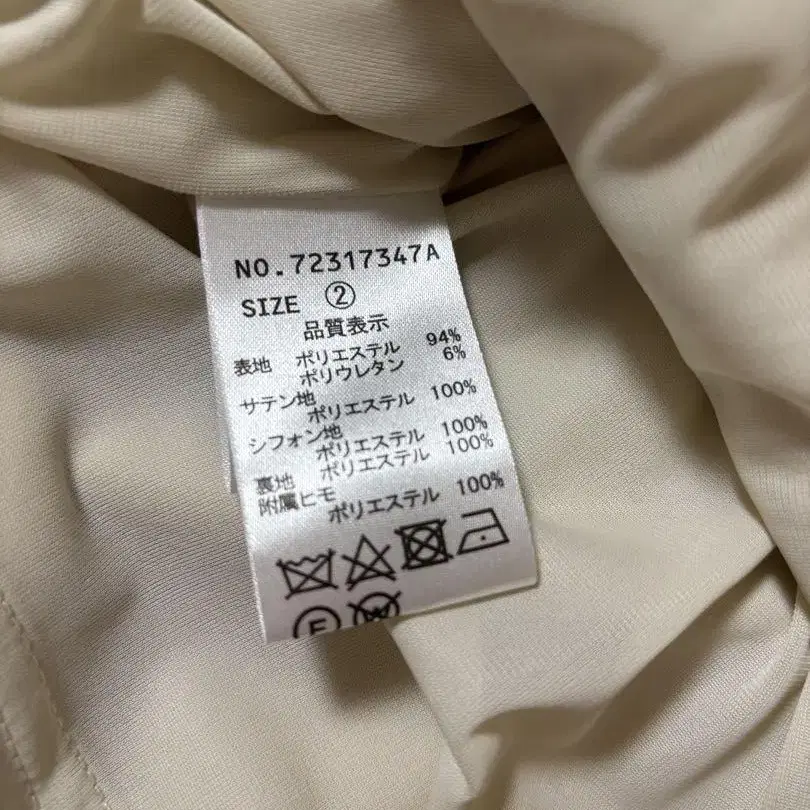 NO.72317347A
SIZE ②
品質表示
表地 ポリエステル 94%
ポリウレタン 6%
サテン地
ポリエステル 100%
シフォン地
ポリエステル 100%
裏地 ポリエステル 100%
附属ヒモ
ポリエステル 100%
F W